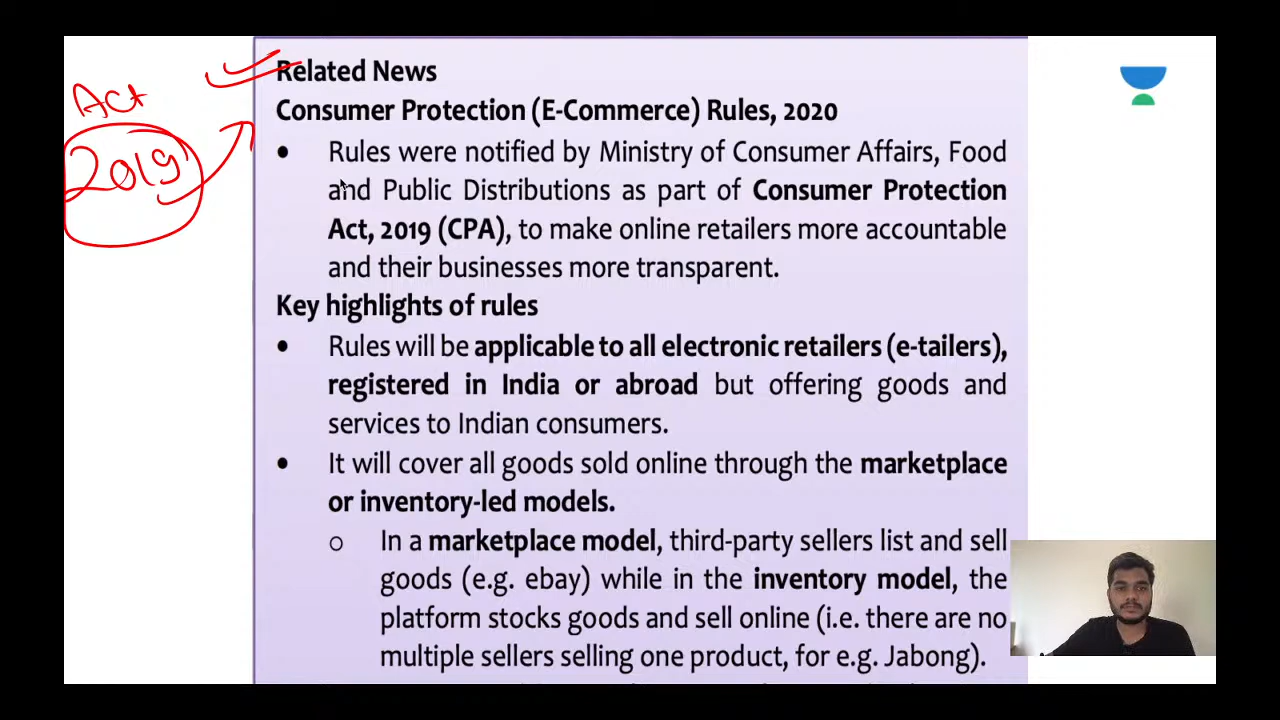 Act
2019
Related News
Consumer Protection (E-Commerce) Rules, 2020
• Rules were notified by Ministry of Consumer Affairs, Food
and Public Distributions as part of Consumer Protection
Act, 2019 (CPA), to make online retailers more accountable
and their businesses more transparent.
Key highlights of rules
• Rules will be applicable to all electronic retailers (e-tailers),
registered in India or abroad but offering goods and
services to Indian consumers.
• It will cover all goods sold online through the marketplace
or inventory-led models.
o In a marketplace model, third-party sellers list and sell
goods (e.g. ebay) while in the inventory model, the
platform stocks goods and sell online (i.e. there are no
multiple sellers selling one product, for e.g. Jabong).